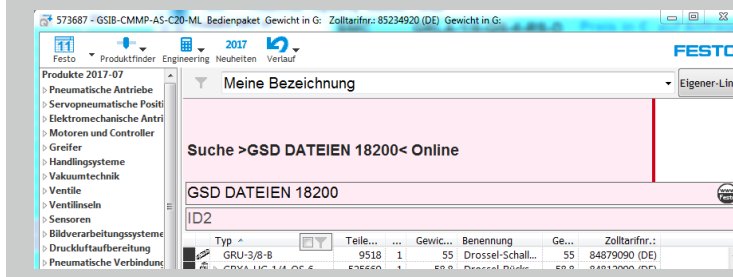 573687 - GSIB-CMMP-AS-C20-ML Bedienpaket Gewicht in G: Zolltarifnr.: 85234920 (DE) Gew in G:
11 2017
Festo Produktfinder Engineering Neuheiten Verlauf
FESTO
Produkte 2017-07
Pneumatische Antriebe
Servopneumatische Positi
Elektromechanische Antri
Motoren und Controller
Greifer
Handlingsysteme
Vakuumtechnik
Ventile
Ventilinseln
Sensoren
Bildverarbeitungssysteme
Druckluftaufbereitung
Pneumatische Verbindung
Meine Bezeichnung
Eigener-Lin
Suche >GSD DATEIEN 18200< Online
GSD DATEIEN 18200
ID2
Typ Teile... ... Gewic... Benennung Ge... Zolltarifnr.:
GRU-3/8-B 9518 1 55 Drossel-Schall... 55 84879090 (DE)